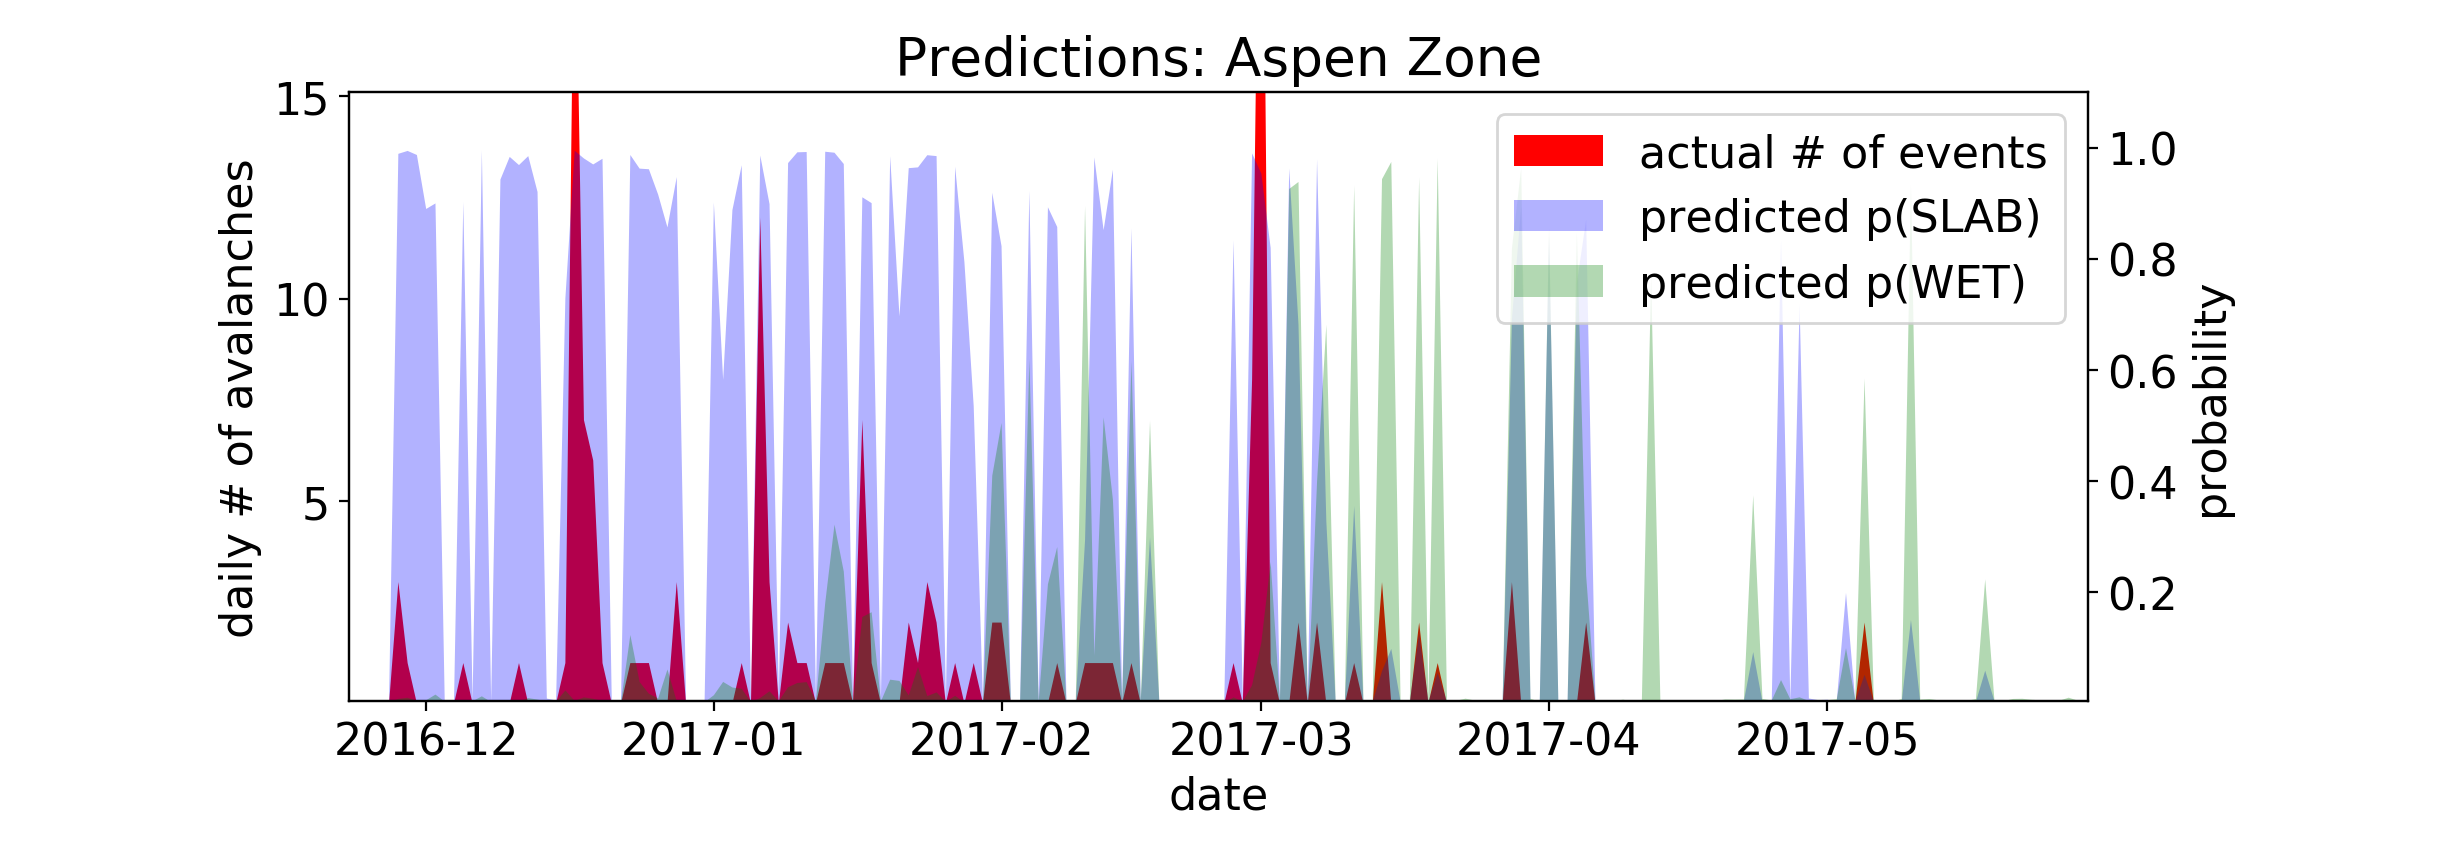 Predictions: Aspen Zone
15
10
5
daily # of avalanches
actual # of events
predicted p(SLAB)
predicted p(WET)
1.0
0.8
0.6
0.4
0.2
probability
2016-12 2017-01 2017-02 2017-03 2017-04 2017-05
date